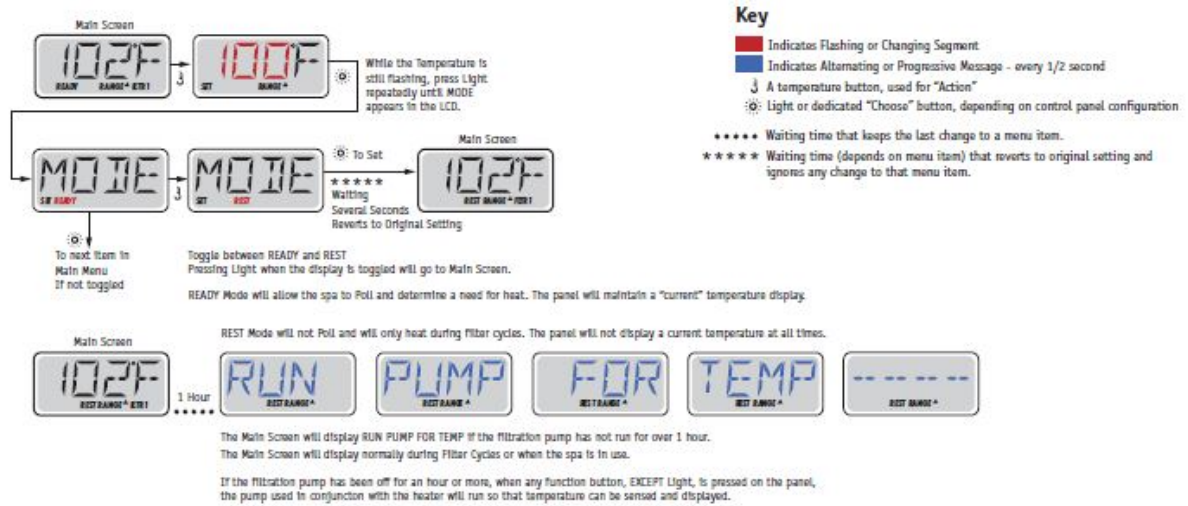 Main Screen
102F
READY RANGE
100F
SET RANGE
While the Temperature is
still flashing, press Light
repeatedly until MODE
appears in the LCD.
Key
Indicates Flashing or Changing Segment
Indicates Alternating or Progressive Message - every 1/2 second
A temperature button, used for "Action"
Light or dedicated "Choose" button, depending on control panel configuration
••••• Waiting time that keeps the last change to a menu item.
***** Waiting time (depends on menu item) that reverts to original setting and
ignores any change to that menu item.
MODE
SET READY
MODE
SET REST
To Set
*****
Waiting
Several Seconds
Reverts to Original Setting
Main Screen
102F
REST RANGE
To next item in
Main Menu
If not toggled
Toggle between READY and REST
Pressing Light when the display is toggled will go to Main Screen.
READY Mode will allow the spa to Poll and determine a need for heat. The panel will maintain a "current" temperature display.
REST Mode will not Poll and will only heat during filter cycles. The panel will not display a current temperature at all times.
Main Screen
102F
REST RANGE
1 Hour
•••••
RUN
REST RANGE
PUMP
REST RANGE
FOR
REST RANGE
TEMP
REST RANGE
-- -- -- --
REST RANGE
The Main Screen will display RUN PUMP FOR TEMP if the filtration pump has not run for over 1 hour.
The Main Screen will display normally during Filter Cycles or when the spa is in use.
If the filtration pump has been off for an hour or more, when any function button, EXCEPT Light, is pressed on the panel,
the pump used in conjuncton with the heater will run so that temperature can be sensed and displayed.